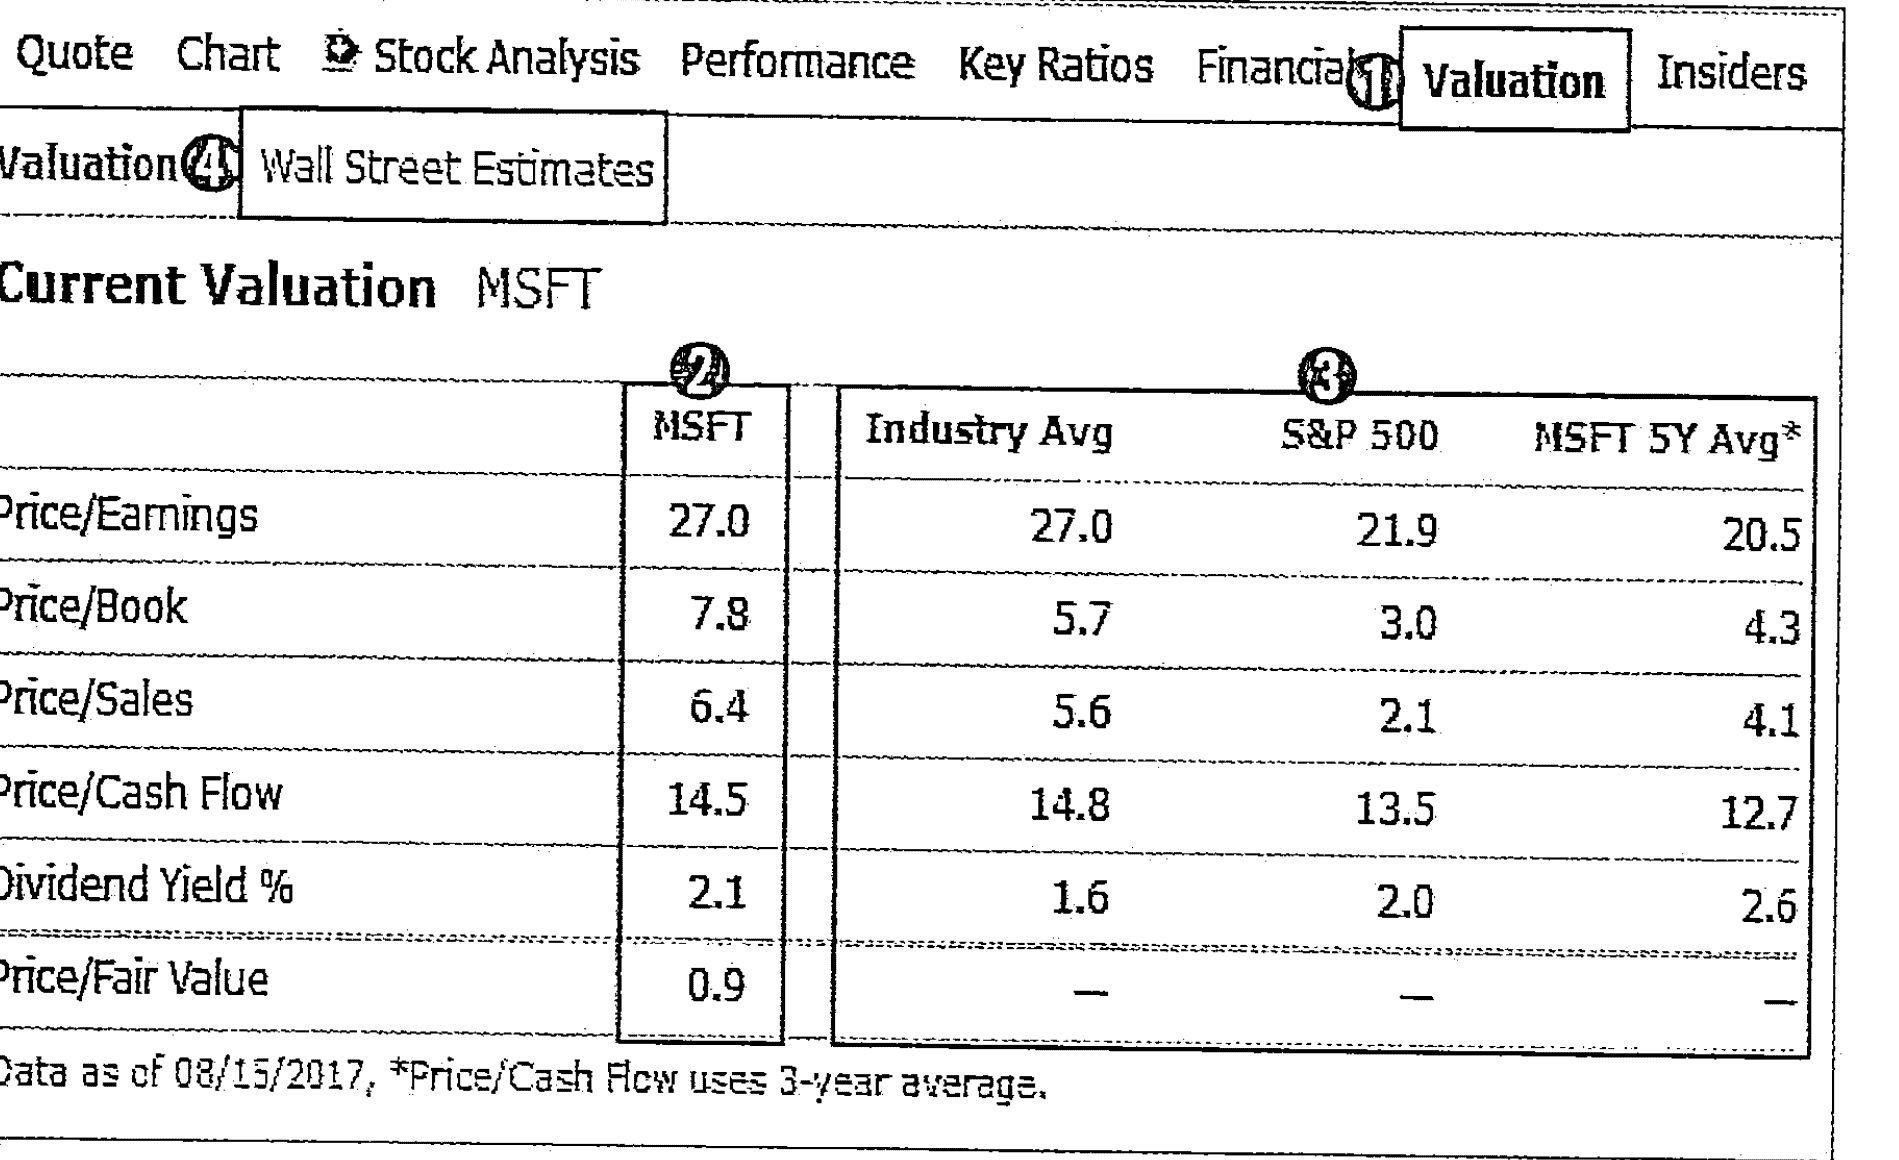 Quote Chart Stock Analysis Performance Key Ratios Financial 1 Valuation Insiders
Valuation 4 Wall Street Estimates
Current Valuation MSFT
2 3
MSFT Industry Avg S&P 500 MSFT 5Y Avg*
Price/Earnings 27.0 27.0 21.9 20.5
Price/Book 7.8 5.7 3.0 4.3
Price/Sales 6.4 5.6 2.1 4.1
Price/Cash Flow 14.5 14.8 13.5 12.7
Dividend Yield % 2.1 1.6 2.0 2.6
Price/Fair Value 0.9 — — —
Data as of 08/15/2017, *Price/Cash Flow uses 3-year average.